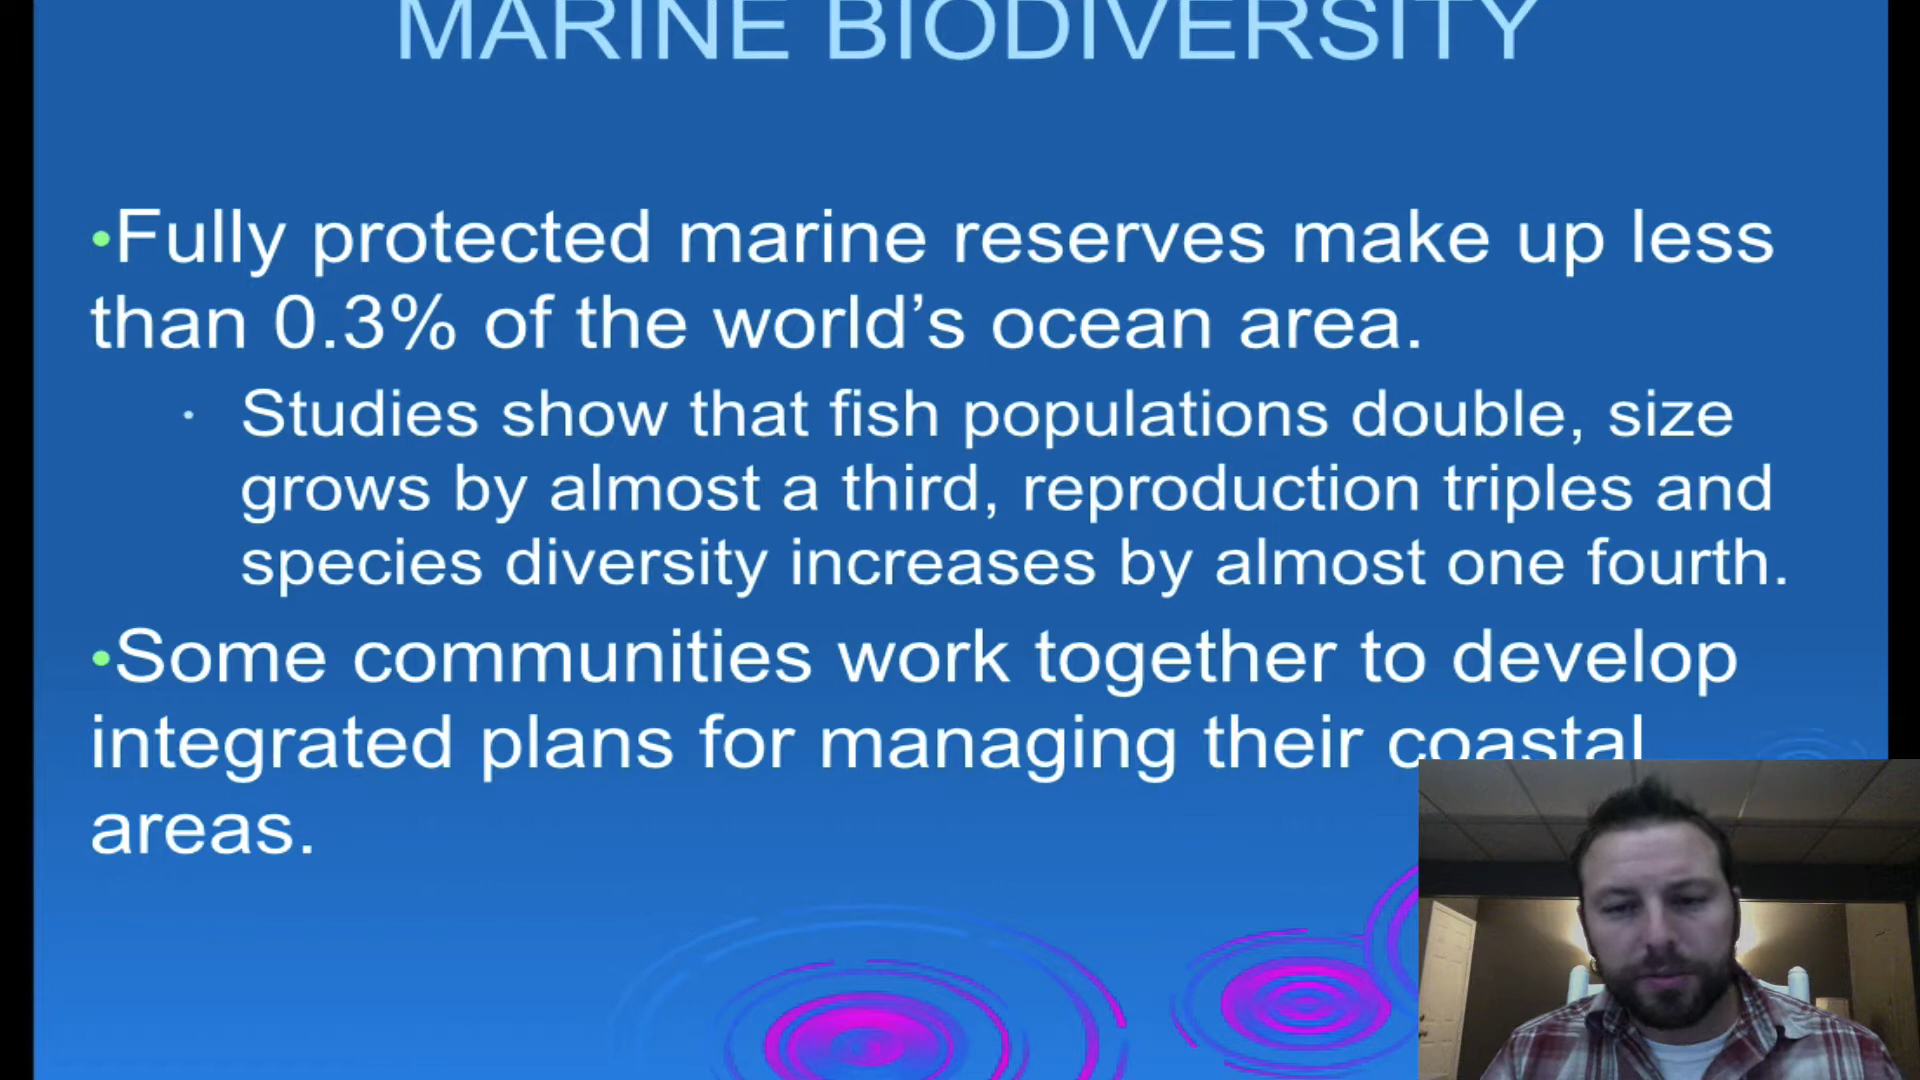 MARINE BIODIVERSITY
•Fully protected marine reserves make up less
than 0.3% of the world’s ocean area.
· Studies show that fish populations double, size
grows by almost a third, reproduction triples and
species diversity increases by almost one fourth.
•Some communities work together to develop
integrated plans for managing their coastal
areas.